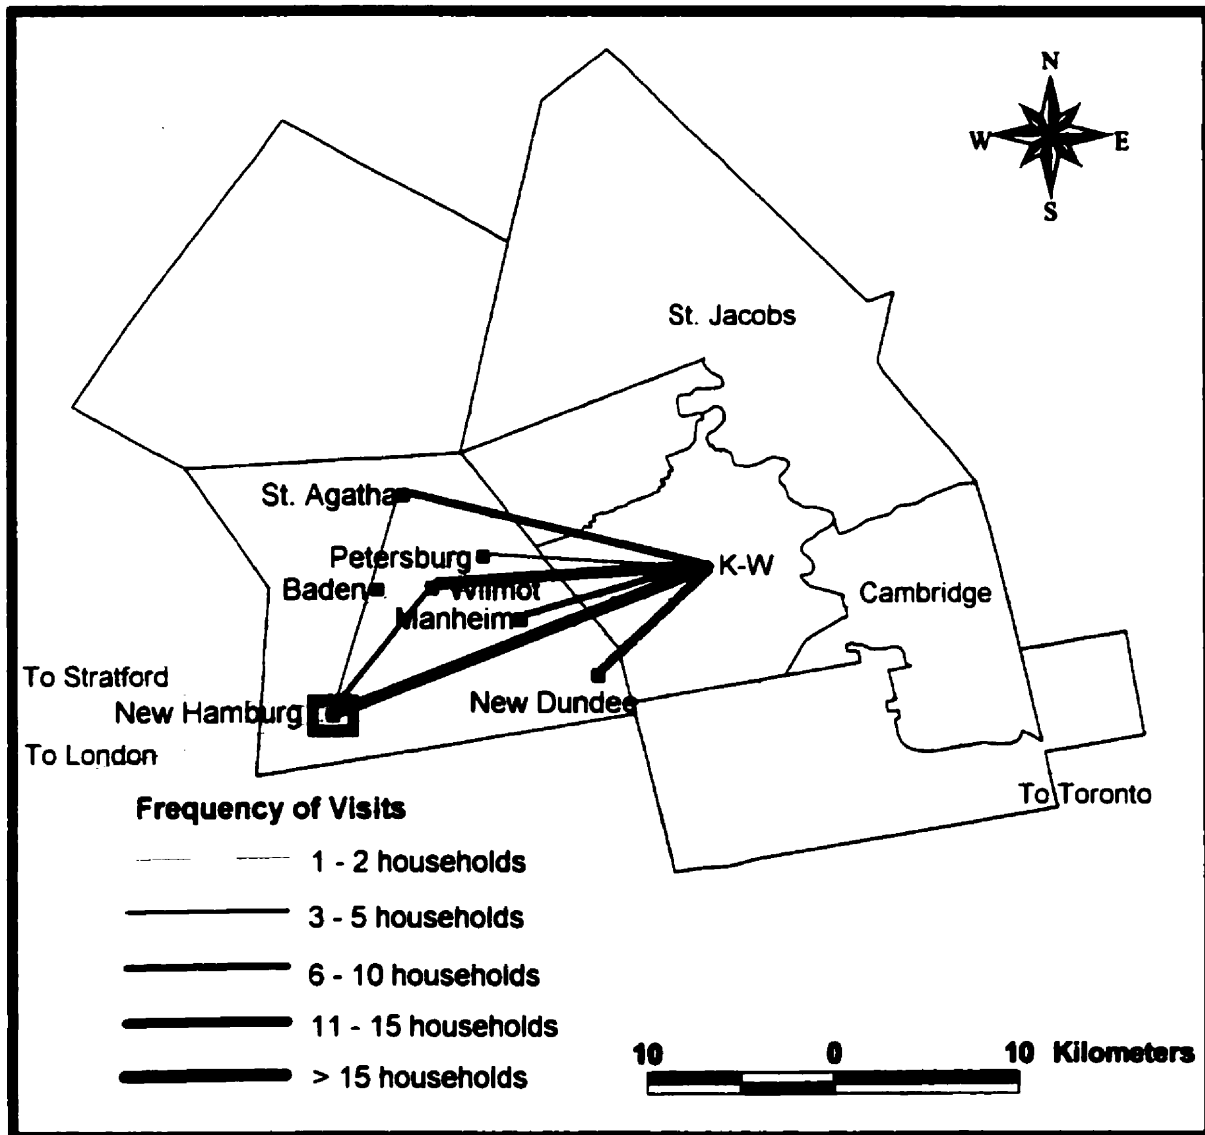 N
W E
S
St. Jacobs
St. Agatha
Petersburg
K-W
Baden
Wilmot
Cambridge
Manheim
To Stratford
New Dundee
New Hamburg
To London
To Toronto
Frequency of Visits
1 - 2 households
3 - 5 households
6 - 10 households
11 - 15 households
> 15 households
10 0 10 Kilometers